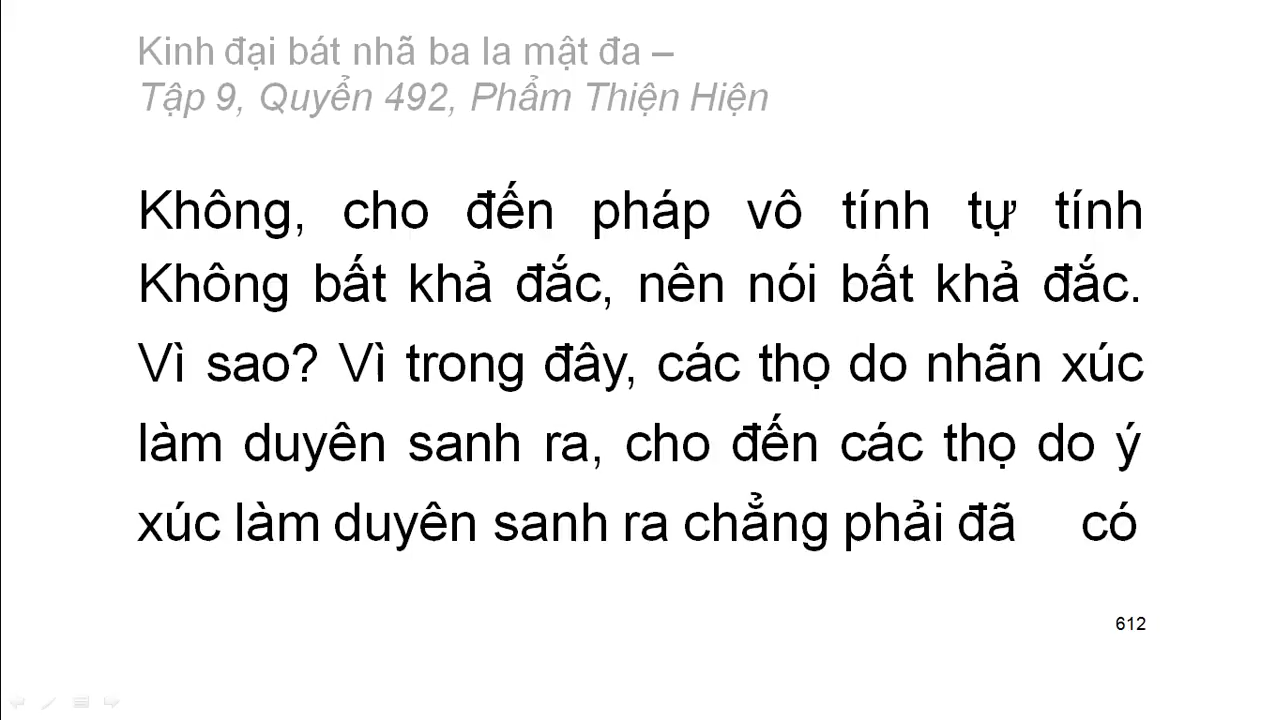 Kinh đại bát nhã ba la mật đa –
Tập 9, Quyển 492, Phẩm Thiện Hiện
Không, cho đến pháp vô tính tự tính
Không bất khả đắc, nên nói bất khả đắc.
Vì sao? Vì trong đây, các thọ do nhãn xúc
làm duyên sanh ra, cho đến các thọ do ý
xúc làm duyên sanh ra chẳng phải đã có
612